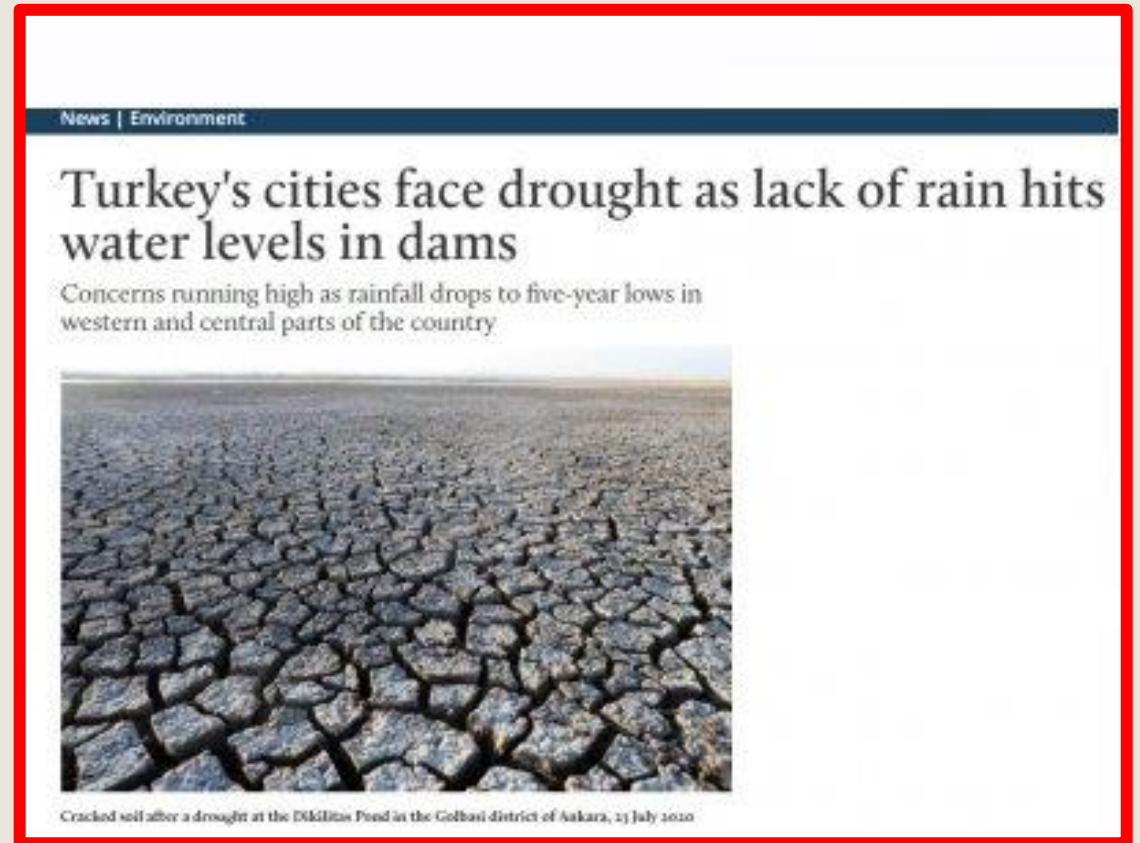 News | Environment
Turkey's cities face drought as lack of rain hits
water levels in dams
Concerns running high as rainfall drops to five-year lows in
western and central parts of the country
Cracked soil after a drought at the Dikilitas Pond in the Golbasi district of Ankara, 23 July 2020